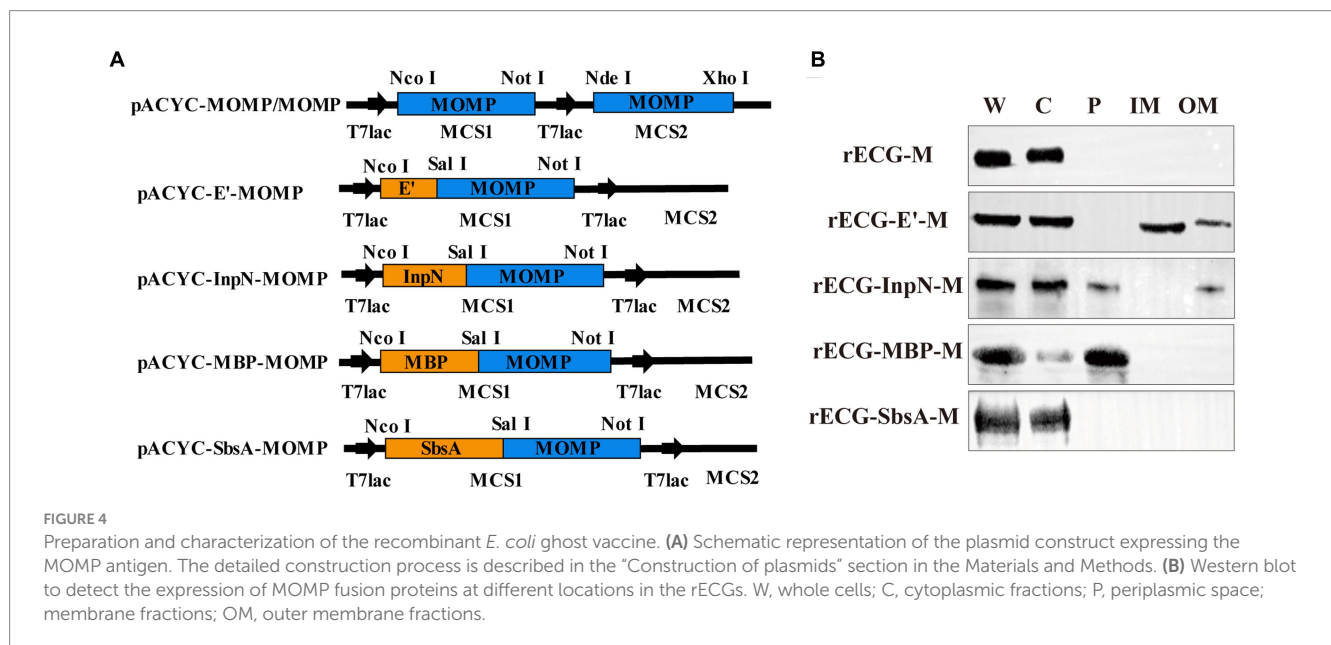 A
Nco I Not I Nde I Xho I
pACYC-MOMP/MOMP MOMP MOMP
T7lac MCS1 T7lac MCS2
Nco I Sal I Not I
pACYC-E'-MOMP E' MOMP
T7lac MCS1 T7lac MCS2
Nco I Sal I Not I
pACYC-InpN-MOMP InpN MOMP
T7lac MCS1 T7lac MCS2
Nco I Sal I Not I
pACYC-MBP-MOMP MBP MOMP
T7lac MCS1 T7lac MCS2
Nco I Sal I Not I
pACYC-SbsA-MOMP SbsA MOMP
T7lac MCS1 T7lac MCS2
B
W C P IM OM
rECG-M
rECG-E'-M
rECG-InpN-M
rECG-MBP-M
rECG-SbsA-M
FIGURE 4
Preparation and characterization of the recombinant E. coli ghost vaccine. (A) Schematic representation of the plasmid construct expressing the
MOMP antigen. The detailed construction process is described in the “Construction of plasmids” section in the Materials and Methods. (B) Western blot
to detect the expression of MOMP fusion proteins at different locations in the rECGs. W, whole cells; C, cytoplasmic fractions; P, periplasmic space;
membrane fractions; OM, outer membrane fractions.